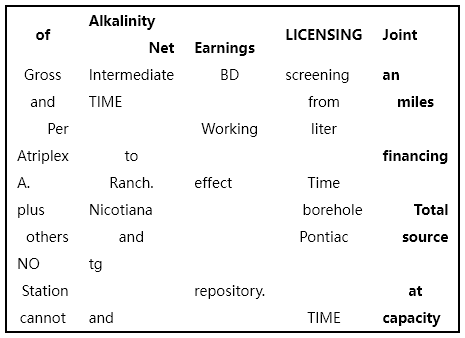 of Alkalinity Net Earnings LICENSING Joint
Gross Intermediate BD screening an
and TIME from miles
Per Working liter
Atriplex to financing
A. Ranch. effect Time
plus Nicotiana borehole Total
others and Pontiac source
NO tg
Station repository. at
cannot and TIME capacity